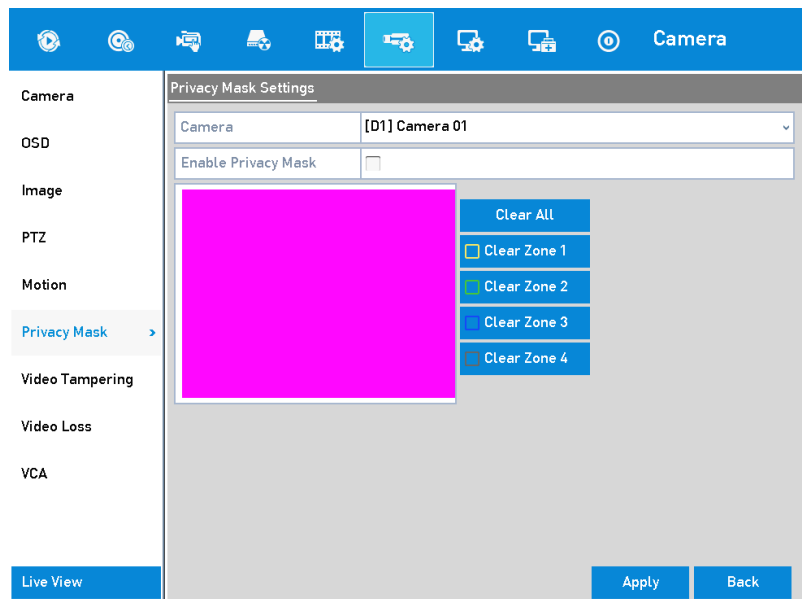 Camera
Camera
OSD
Image
PTZ
Motion
Privacy Mask >
Video Tampering
Video Loss
VCA
Live View
Privacy Mask Settings
Camera [D1] Camera 01
Enable Privacy Mask
Clear All
Clear Zone 1
Clear Zone 2
Clear Zone 3
Clear Zone 4
Apply Back